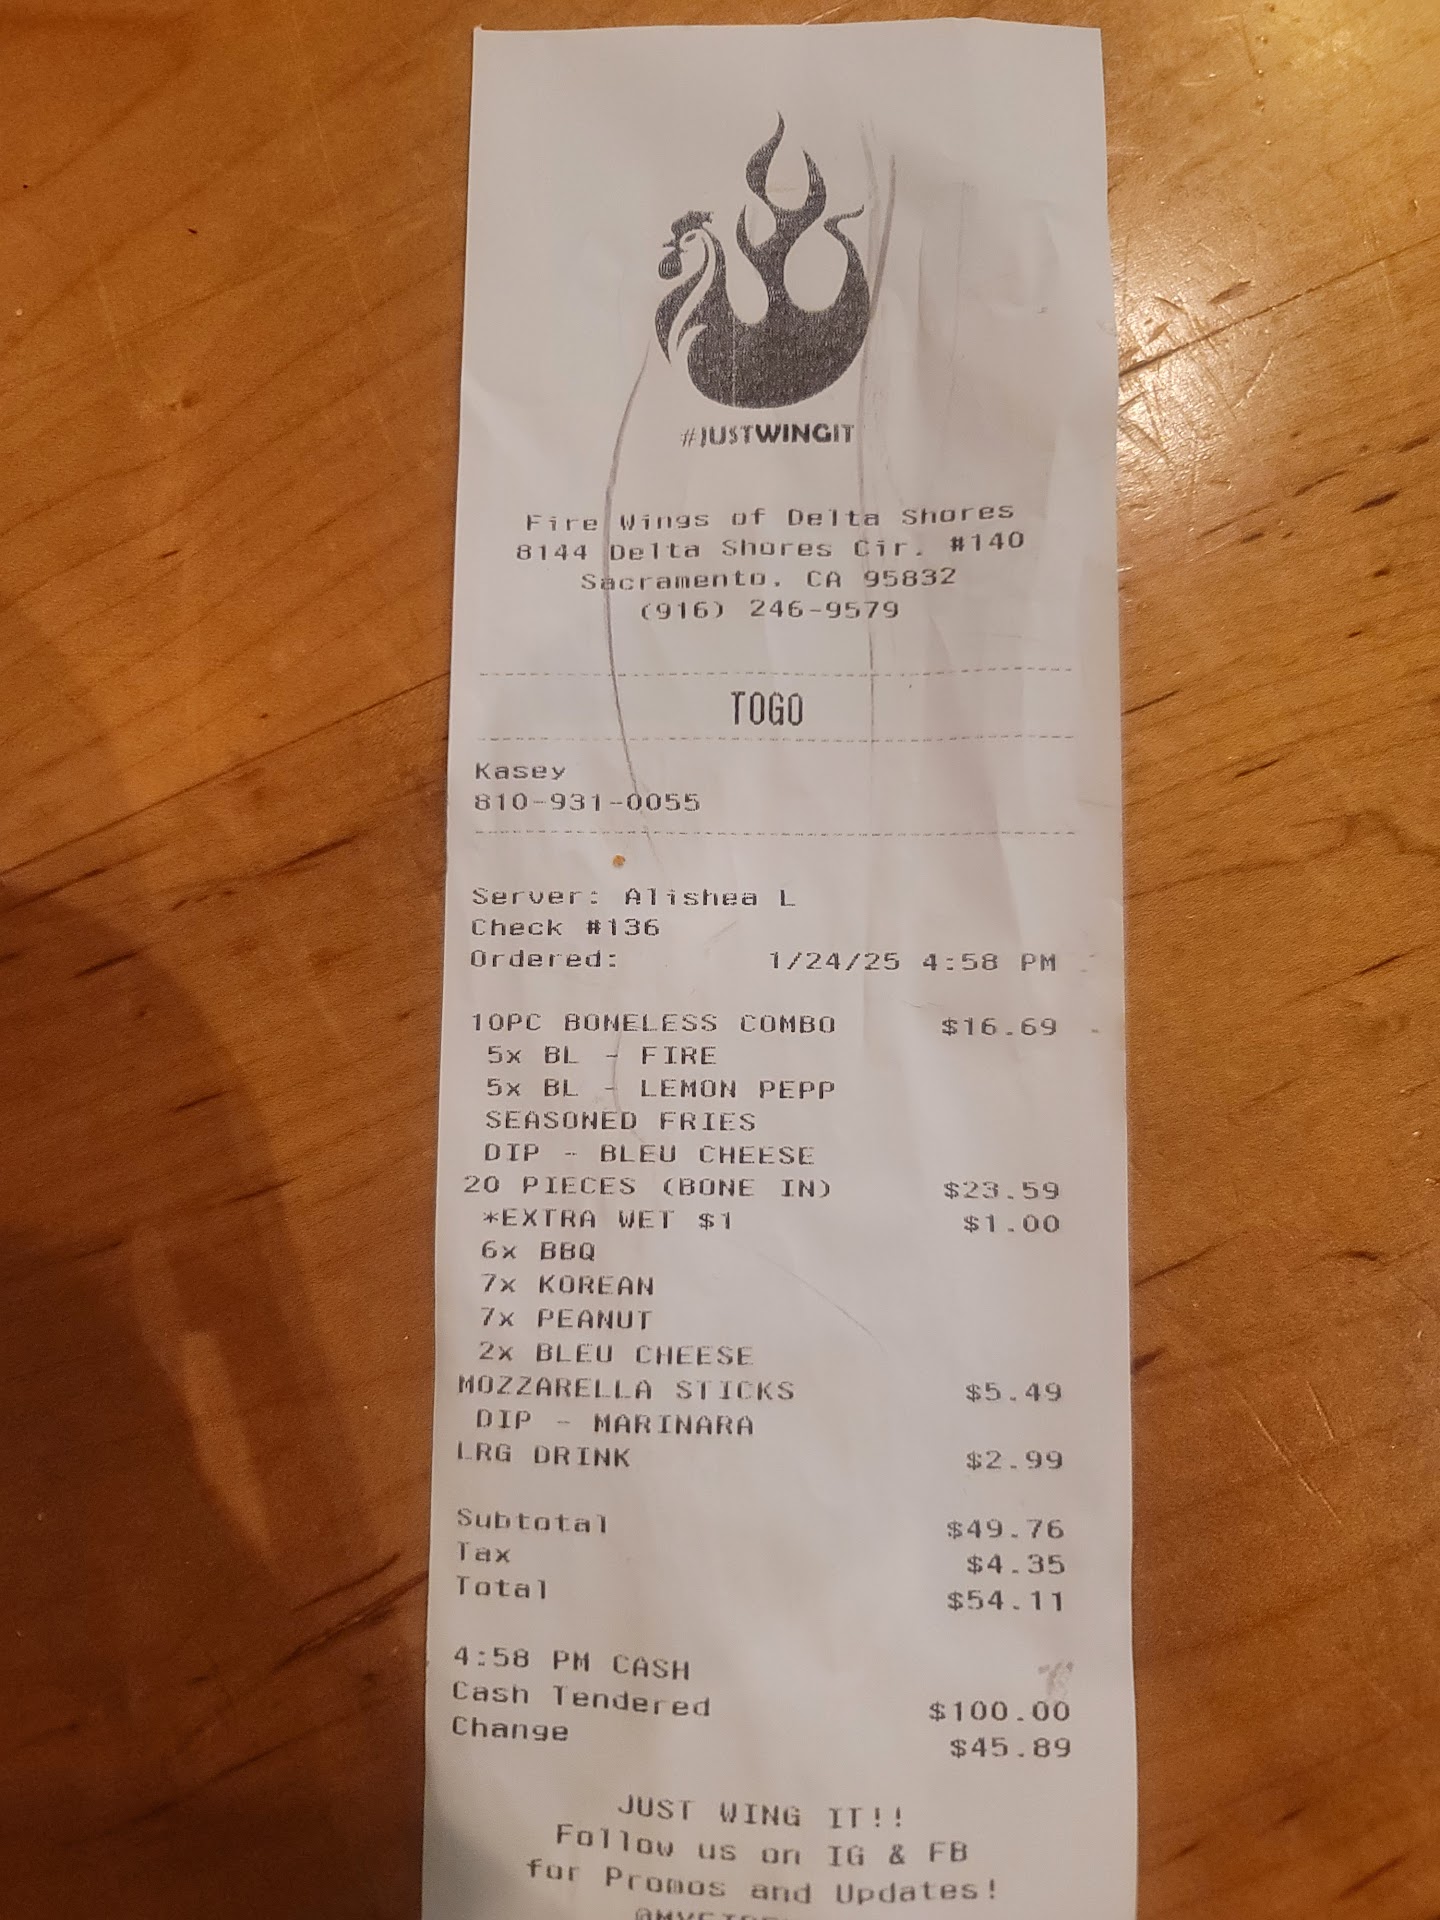 #JUSTWINGIT
Fire Wings of Delta Shores
8144 Delta Shores Cir. #140
Sacramento, CA 95832
(916) 246-9579
TOGO
Kasey
810-931-0055
Server: Alishea L
Check #136
Ordered: 1/24/25 4:58 PM
10PC BONELESS COMBO $16.69
5x BL - FIRE
5x BL - LEMON PEPP
SEASONED FRIES
DIP - BLEU CHEESE
20 PIECES (BONE IN) $23.59
*EXTRA WET $1 $1.00
6x BBQ
7x KOREAN
7x PEANUT
2x BLEU CHEESE
MOZZARELLA STICKS $5.49
DIP - MARINARA
LRG DRINK $2.99
Subtotal $49.76
Tax $4.35
Total $54.11
4:58 PM CASH
Cash Tendered $100.00
Change $45.89
JUST WING IT!!
Follow us on IG & FB
for Promos and Updates!